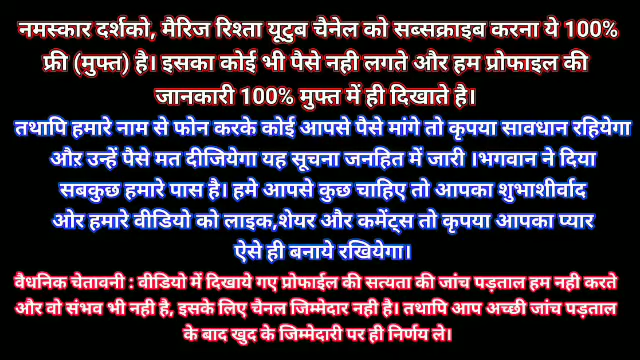 नमस्कार दर्शको, मैरिज रिश्ता यूटुब चैनेल को सब्सक्राइब करना ये 100%
फ्री (मुफ्त) है। इसका कोई भी पैसे नही लगते और हम प्रोफाइल की
जानकारी 100% मुफ्त में ही दिखाते है।
तथापि हमारे नाम से फोन करके कोई आपसे पैसे मांगे तो कृपया सावधान रहियेगा
और उन्हें पैसे मत दीजियेगा यह सूचना जनहित में जारी ।भगवान ने दिया
सबकुछ हमारे पास है। हमे आपसे कुछ चाहिए तो आपका शुभाशीर्वाद
ओर हमारे वीडियो को लाइक,शेयर और कमेंट्स तो कृपया आपका प्यार
ऐसे ही बनाये रखियेगा।
वैधनिक चेतावनी : वीडियो में दिखाये गए प्रोफाईल की सत्यता की जांच पड़ताल हम नही करते
और वो संभव भी नही है, इसके लिए चैनल जिम्मेदार नही है। तथापि आप अच्छी जांच पड़ताल
के बाद खुद के जिम्मेदारी पर ही निर्णय ले।